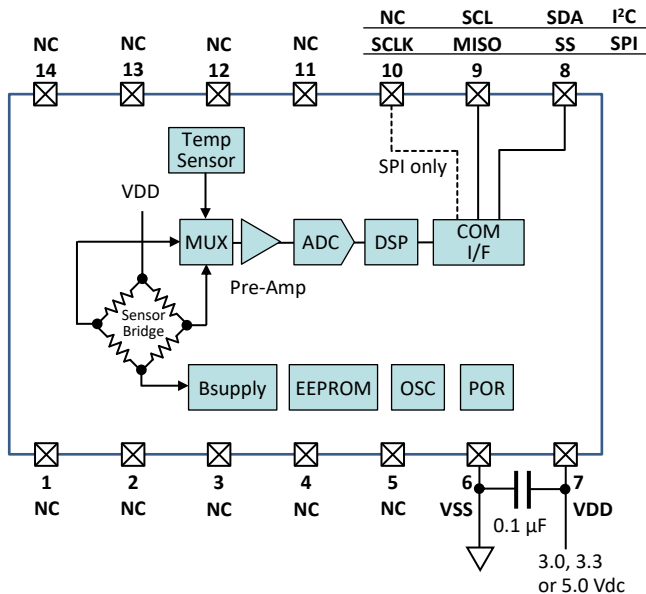 NC SCL SDA I²C
NC NC NC NC SCLK MISO SS SPI
14 13 12 11 10 9 8
Temp
Sensor
SPI only
VDD
MUX ADC DSP COM
I/F
Pre-Amp
Sensor
Bridge
Bsupply EEPROM OSC POR
1 2 3 4 5 6 7
NC NC NC NC NC VSS VDD
0.1 µF
3.0, 3.3
or 5.0 Vdc